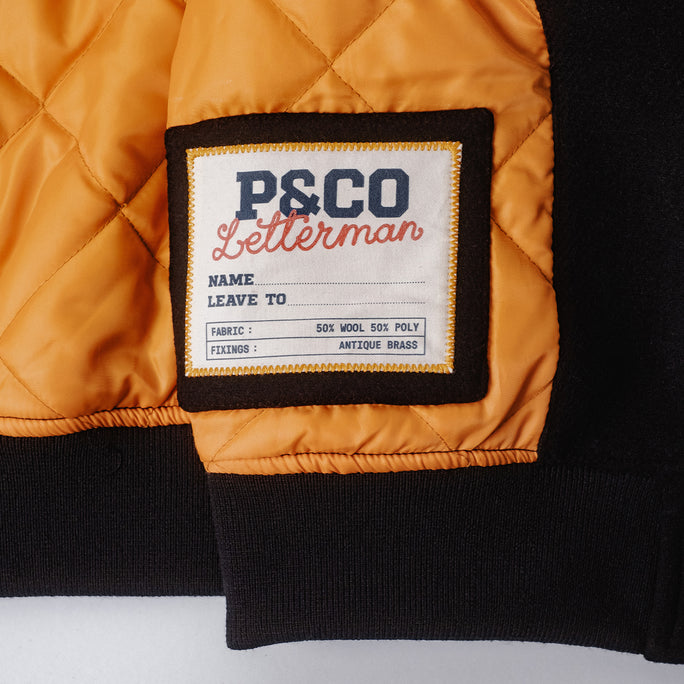 P&CO
Letterman
NAME
LEAVE TO
FABRIC : 50% WOOL 50% POLY
FIXINGS : ANTIQUE BRASS